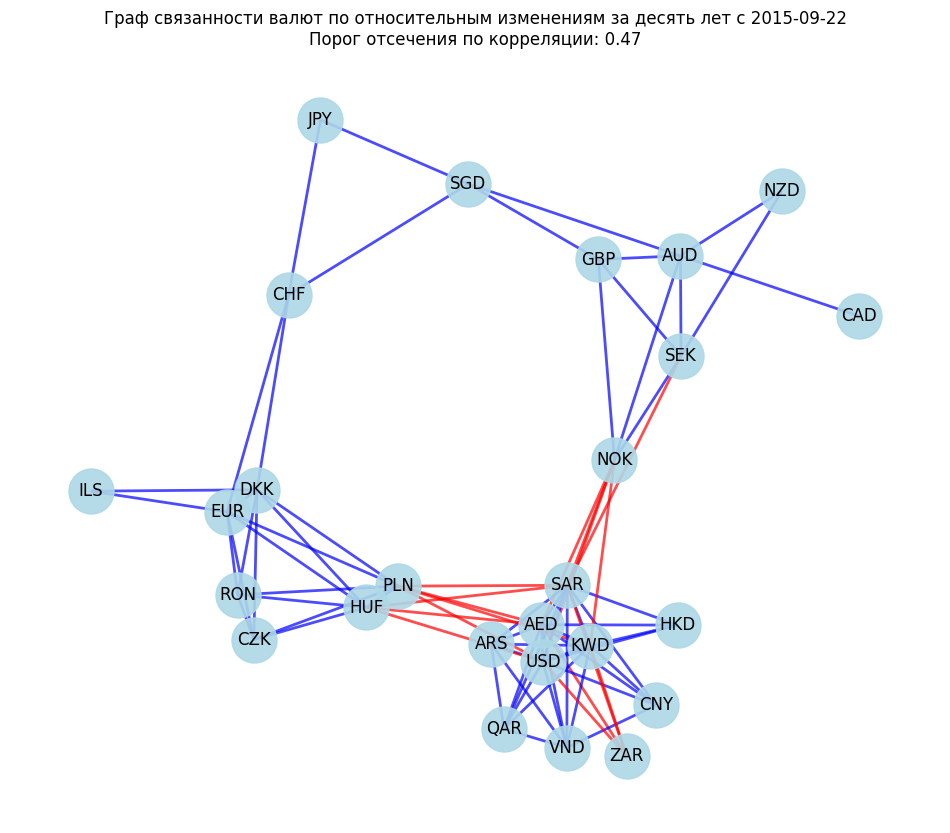 Граф связанности валют по относительным изменениям за десять лет с 2015-09-22
Порог отсечения по корреляции: 0.47
JPY
SGD
NZD
GBP
AUD
CHF
CAD
SEK
NOK
DKK
ILS
EUR
PLN
SAR
RON
HUF
AED
HKD
CZK
ARS
KWD
USD
CNY
QAR
VND
ZAR